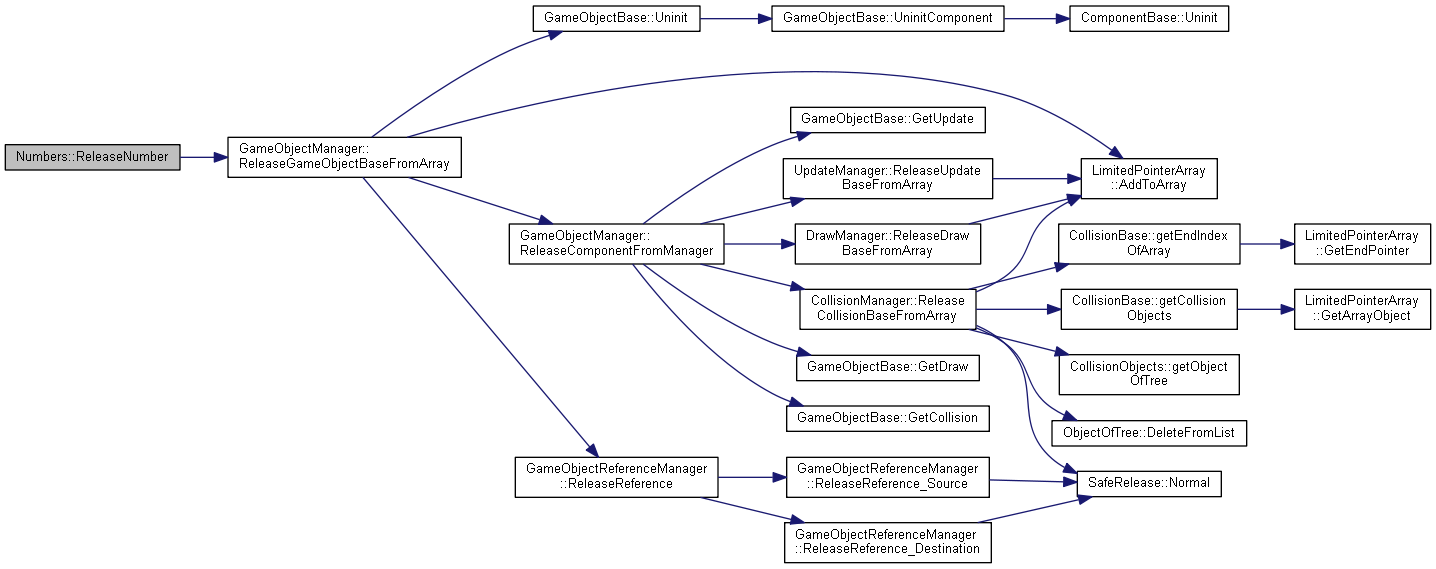 Numbers::ReleaseNumber
GameObjectManager::
ReleaseGameObjectBaseFromArray
GameObjectBase::Uninit
GameObjectBase::UninitComponent
ComponentBase::Uninit
GameObjectManager::
ReleaseComponentFromManager
GameObjectBase::GetUpdate
UpdateManager::ReleaseUpdate
BaseFromArray
LimitedPointerArray
::AddToArray
DrawManager::ReleaseDraw
BaseFromArray
CollisionManager::Release
CollisionBaseFromArray
CollisionBase::getEndIndex
OfArray
LimitedPointerArray
::GetEndPointer
CollisionBase::getCollision
Objects
LimitedPointerArray
::GetArrayObject
CollisionObjects::getObject
OfTree
ObjectOfTree::DeleteFromList
GameObjectBase::GetDraw
GameObjectBase::GetCollision
GameObjectReferenceManager
::ReleaseReference
GameObjectReferenceManager
::ReleaseReference_Source
SafeRelease::Normal
GameObjectReferenceManager
::ReleaseReference_Destination